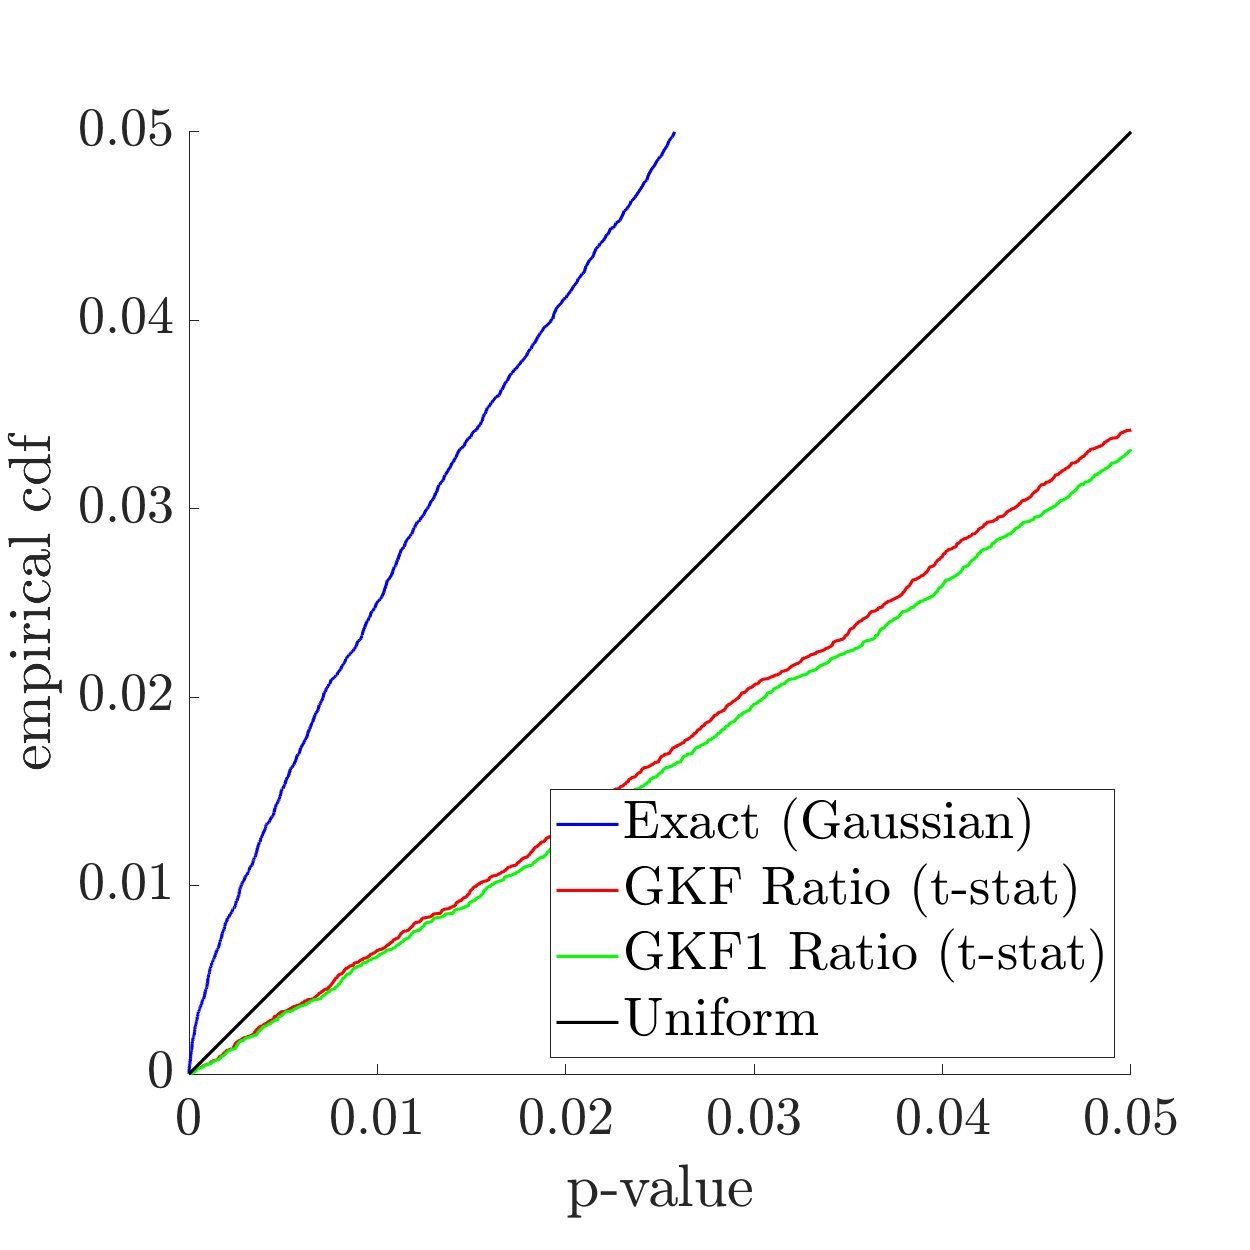 0.05
0.04
0.03
0.02
0.01
0
empirical cdf
Exact (Gaussian)
GKF Ratio (t-stat)
GKF1 Ratio (t-stat)
Uniform
0 0.01 0.02 0.03 0.04 0.05
p-value